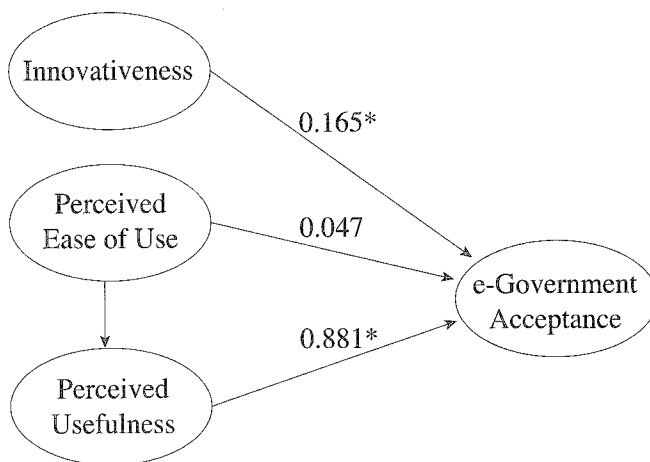 Innovativeness
0.165*
Perceived
Ease of Use
0.047
e-Government
Acceptance
0.881*
Perceived
Usefulness